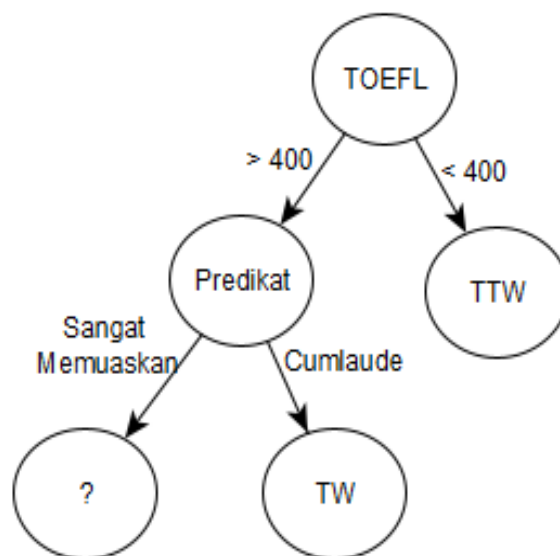 TOEFL
> 400
< 400
Predikat
TTW
Sangat
Memuaskan
Cumlaude
?
TW